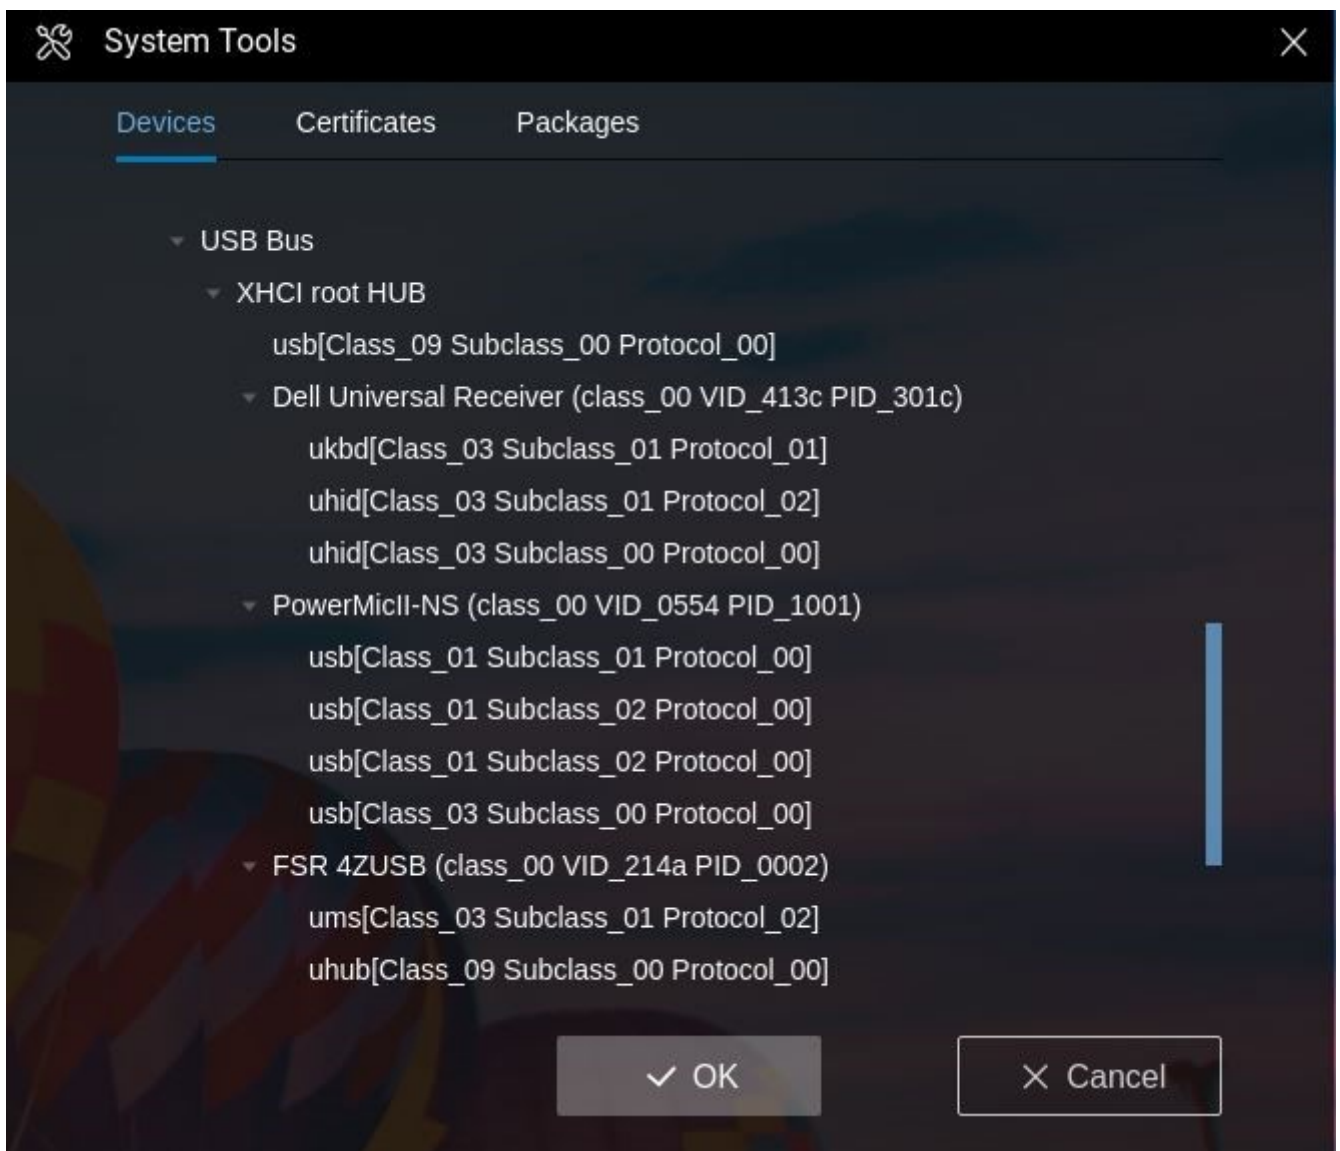 System Tools
Devices Certificates Packages
USB Bus
XHCI root HUB
usb[Class_09 Subclass_00 Protocol_00]
Dell Universal Receiver (class_00 VID_413c PID_301c)
ukbd[Class_03 Subclass_01 Protocol_01]
uhid[Class_03 Subclass_01 Protocol_02]
uhid[Class_03 Subclass_00 Protocol_00]
PowerMicII-NS (class_00 VID_0554 PID_1001)
usb[Class_01 Subclass_01 Protocol_00]
usb[Class_01 Subclass_02 Protocol_00]
usb[Class_01 Subclass_02 Protocol_00]
usb[Class_03 Subclass_00 Protocol_00]
FSR 4ZUSB (class_00 VID_214a PID_0002)
ums[Class_03 Subclass_01 Protocol_02]
uhub[Class_09 Subclass_00 Protocol_00]
OK Cancel